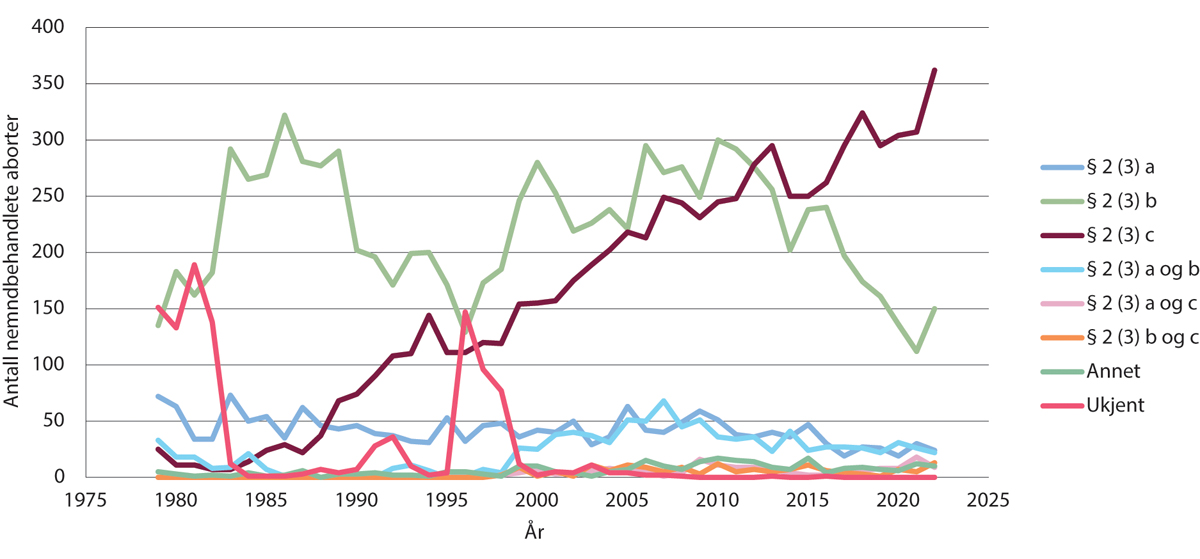 Antall nemndbehandlete aborter
400
350
300
250
200
150
100
50
0
1975 1980 1985 1990 1995 2000 2005 2010 2015 2020 2025
År
§ 2 (3) a
§ 2 (3) b
§ 2 (3) c
§ 2 (3) a og b
§ 2 (3) a og c
§ 2 (3) b og c
Annet
Ukjent